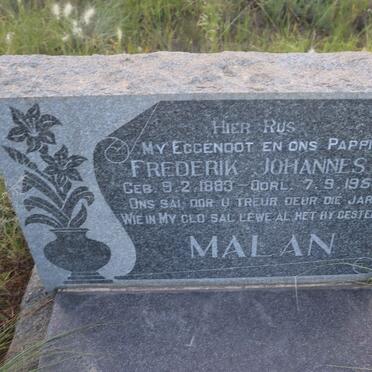 HIER RUS
MY EGGENOOT EN ONS PAPPI
FREDERIK JOHANNES
GEB. 9.2.1883 - OORL. 7.9.195
ONS SAL OOR U TREUR DEUR DIE JAR
WIE IN MY GLO SAL LEWE AL HET HY GESTE
MALAN